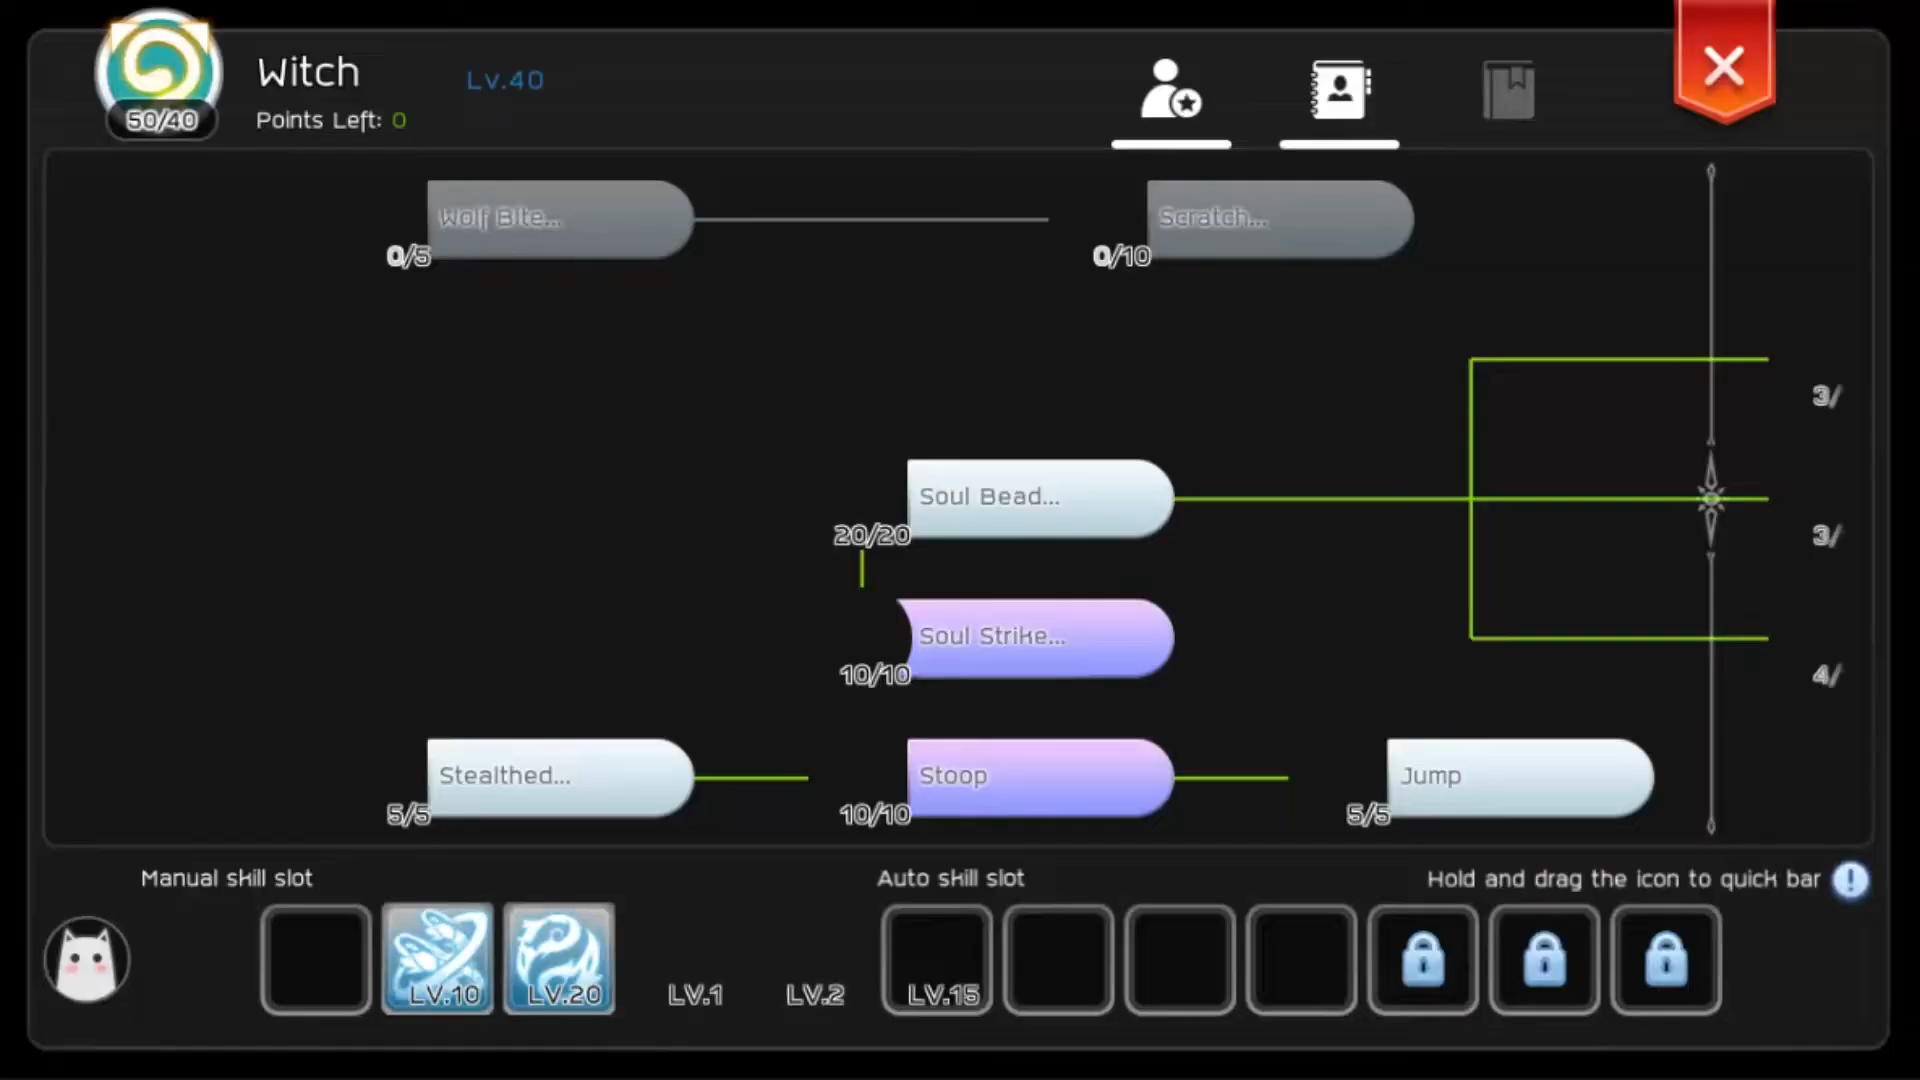 Witch
Lv.40
50/40
Points Left: 0
Wolf Bite...
0/5
Scratch...
0/10
3/
Soul Bead...
20/20
3/
Soul Strike...
10/10
4/
Stealthed...
5/5
Stoop
10/10
Jump
5/5
Manual skill slot
Auto skill slot
Hold and drag the icon to quick bar
LV.10
LV.20
LV.1
LV.2
LV.15